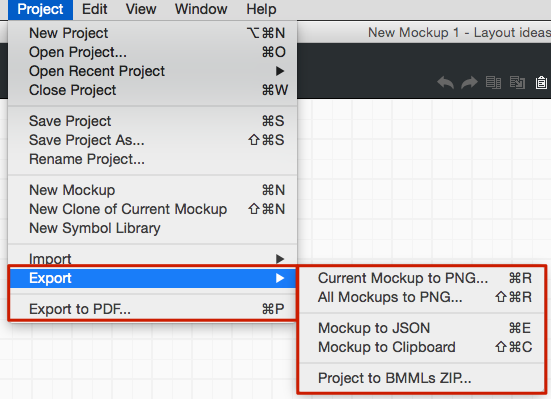 Project Edit View Window Help
New Mockup 1 - Layout ideas
New Project ⌥⌘N
Open Project... ⌘O
Open Recent Project ▶
Close Project ⌘W
Save Project ⌘S
Save Project As... ⇧⌘S
Rename Project...
New Mockup ⌘N
New Clone of Current Mockup ⇧⌘N
New Symbol Library
Import ▶
Export ▶
Export to PDF... ⌘P
Current Mockup to PNG... ⌘R
All Mockups to PNG... ⇧⌘R
Mockup to JSON ⌘E
Mockup to Clipboard ⇧⌘C
Project to BMMLs ZIP...